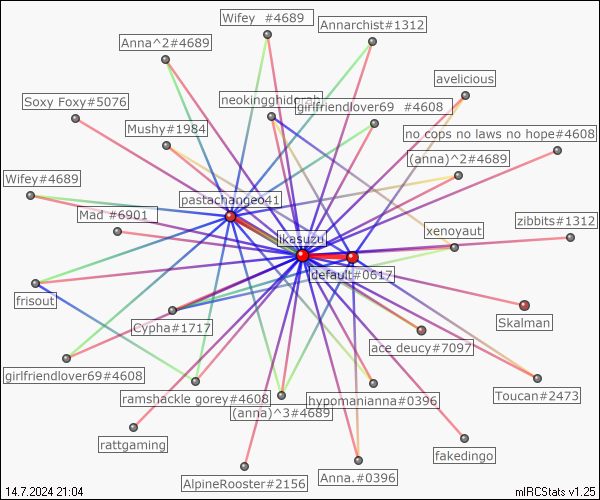 Wifey #4689
Annarchist#1312
Anna^2#4689
avelicious
Soxy Foxy#5076
neokingghidorah
girlfriendlover69 #4608
Mushy#1984
no cops no laws no hope#4608
(anna)^2#4689
Wifey#4689
pastachangeo41
Mad #6901
zibbits#1312
xenoyaut
ikasuzu
default#0617
frisout
Cypha#1717
Skalman
ace deucy#7097
girlfriendlover69#4608
ramshackle gorey#4608
hypomanianna#0396
Toucan#2473
(anna)^3#4689
rattgaming
fakedingo
AlpineRooster#2156
Anna.#0396
14.7.2024 21:04
mIRCStats v1.25